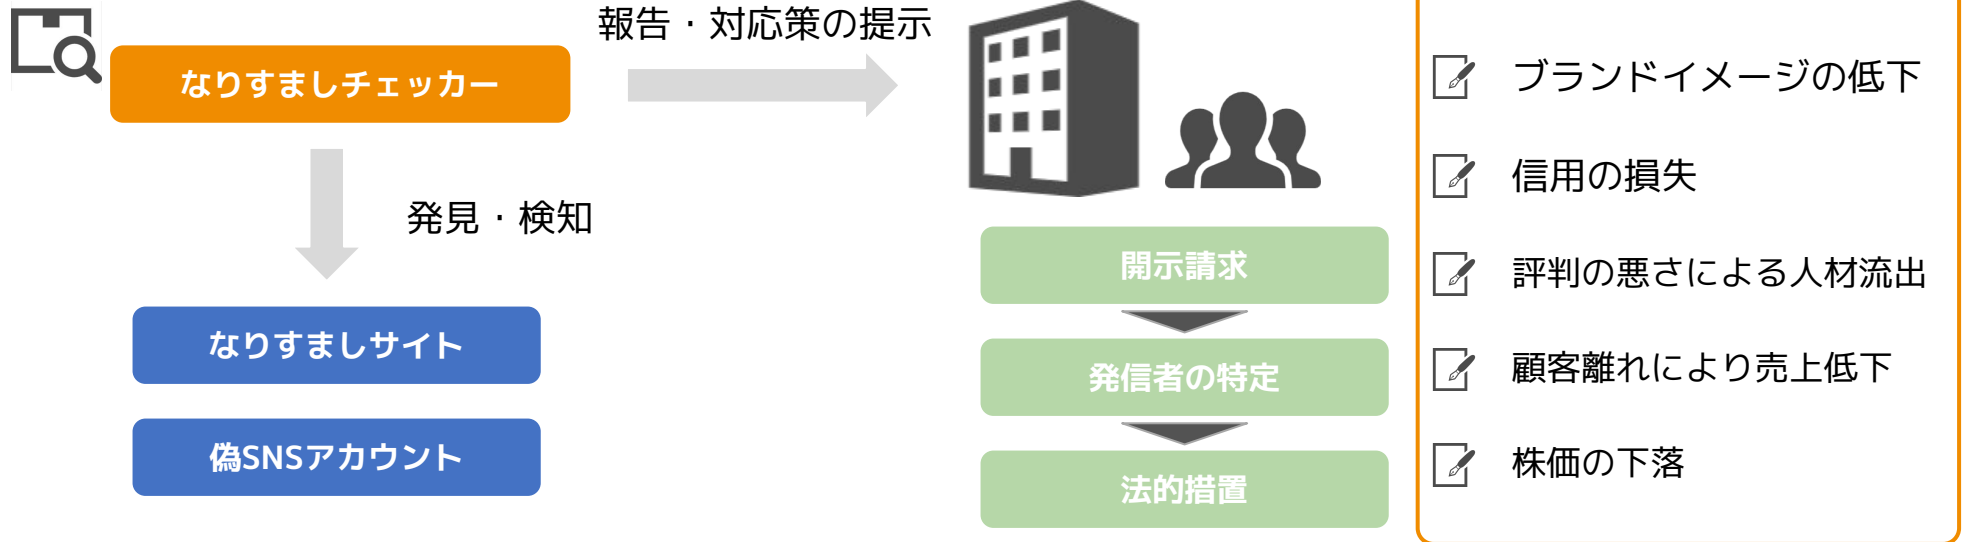 報告・対応策の提示
なりすましチェッカー
発見・検知
なりすましサイト
偽SNSアカウント
開示請求
発信者の特定
法的措置
ブランドイメージの低下
信用の損失
評判の悪さによる人材流出
顧客離れにより売上低下
株価の下落